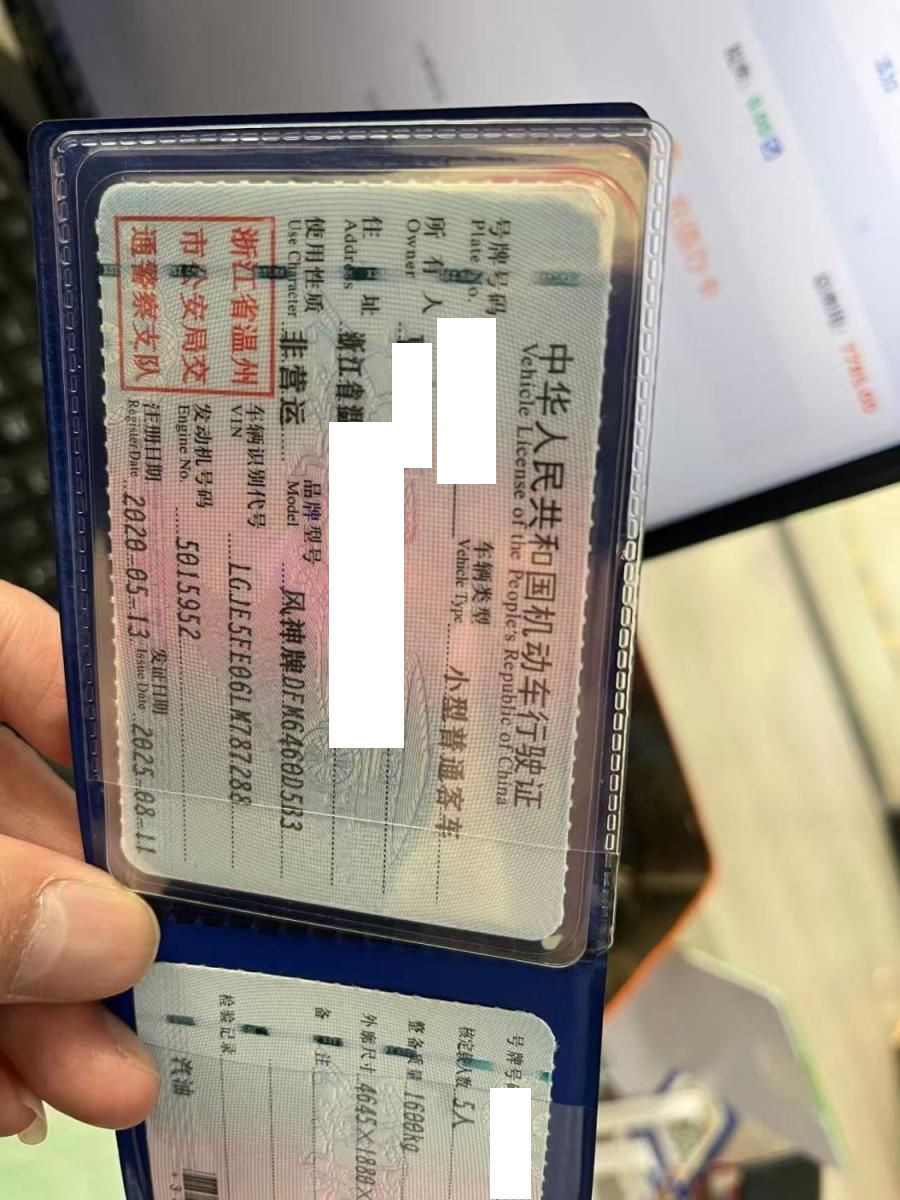 中华人民共和国机动车行驶证
Vehicle License of the People's Republic of China
号牌号码
Plate No.
车辆类型
Vehicle Type
小型普通客车
所有人
Owner
住址
Address
浙江省温
使用性质
Use Character
非营运
品牌型号
Model
风神牌DFM6460D5B3
浙江省温州
市公安局交
通警察支队
车辆识别代号
VIN
LGJE5EE06LM787288
发动机号码
Engine No.
5015952
注册日期
Register Date
2020-05-13
发证日期
Issue Date
2025-08-11
号牌号
核定载人数 5人
整备质量 1600kg
外廓尺寸 4645×1880×
备注
检验记录
汽油